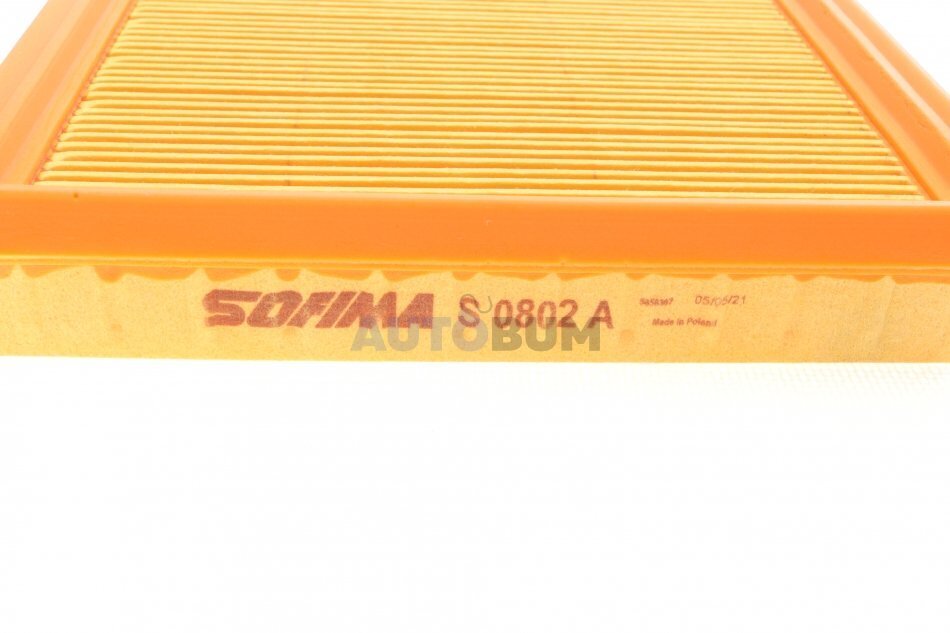 SOFIMA S 0802 A
05/05/21
Made in Poland
AUTOBUM